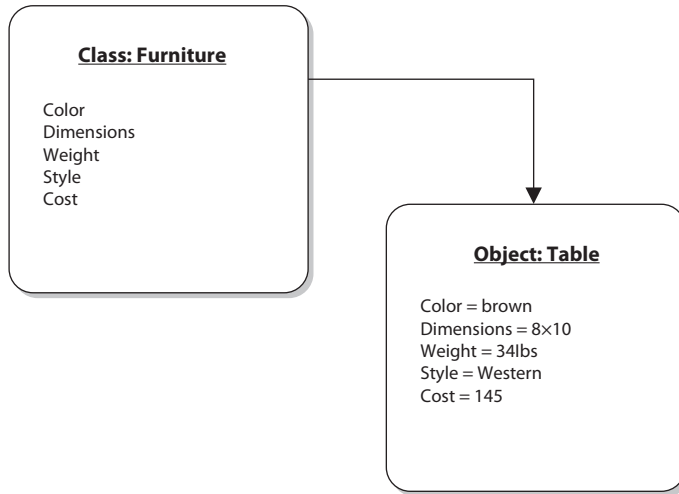 Class: Furniture
Color
Dimensions
Weight
Style
Cost
Object: Table
Color = brown
Dimensions = 8×10
Weight = 34lbs
Style = Western
Cost = 145